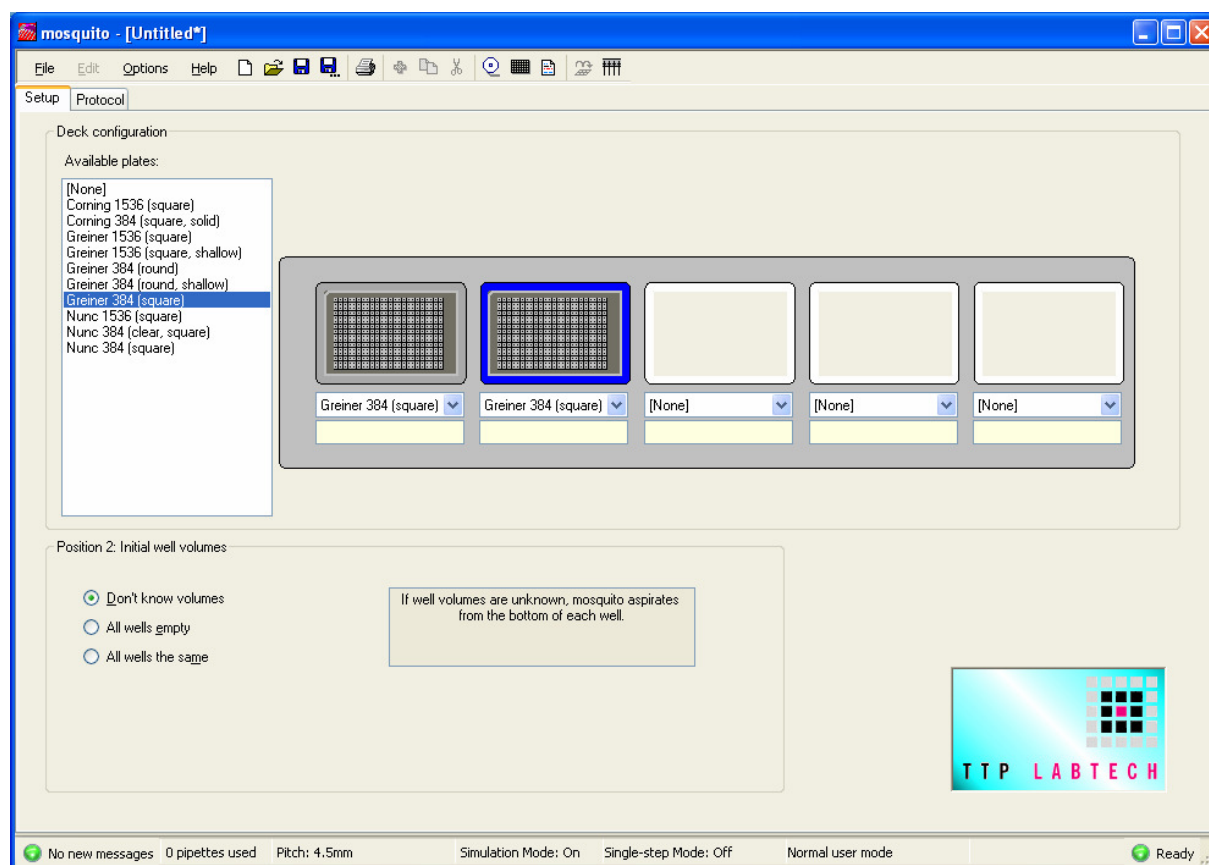 mosquito - [Untitled*]
File Edit Options Help
Setup Protocol
Deck configuration
Available plates:
[None]
Corning 1536 (square)
Corning 384 (square, solid)
Greiner 1536 (square)
Greiner 1536 (square, shallow)
Greiner 384 (round)
Greiner 384 (round, shallow)
Greiner 384 (square)
Nunc 1536 (square)
Nunc 384 (clear, square)
Nunc 384 (square)
Greiner 384 (square) Greiner 384 (square) [None] [None] [None]
Position 2: Initial well volumes
Don't know volumes
All wells empty
All wells the same
If well volumes are unknown, mosquito aspirates
from the bottom of each well.
TTP LABTECH
No new messages 0 pipettes used Pitch: 4.5mm Simulation Mode: On Single-step Mode: Off Normal user mode Ready